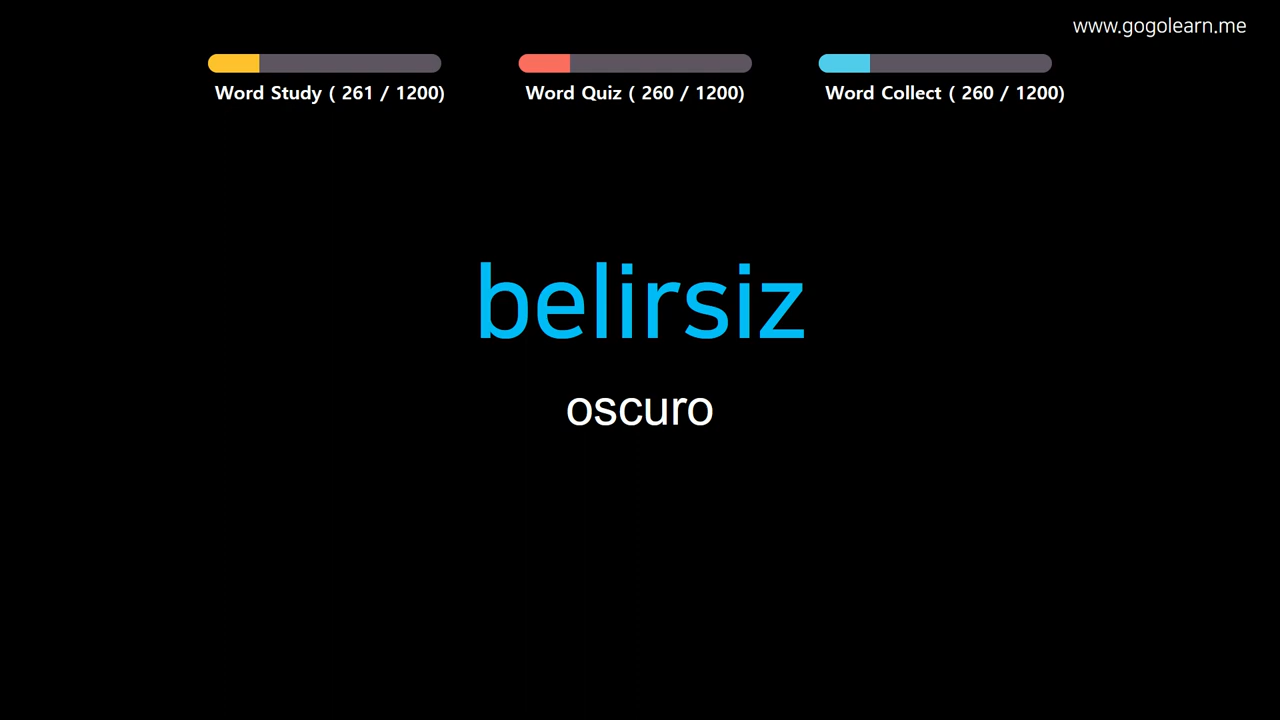 www.gogolearn.me
Word Study ( 261 / 1200)
Word Quiz ( 260 / 1200)
Word Collect ( 260 / 1200)
belirsiz
oscuro